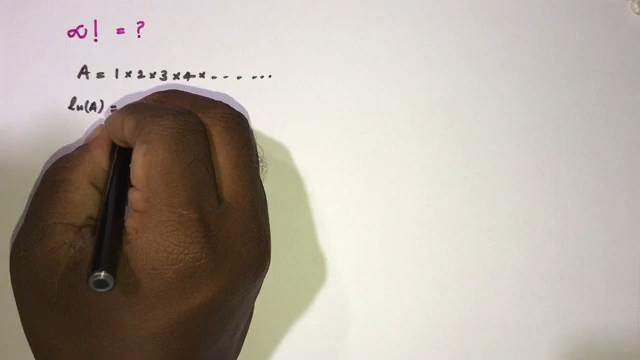 ∞! = ?
A = 1 × 2 × 3 × 4 × . . . . . . .
ln(A) =